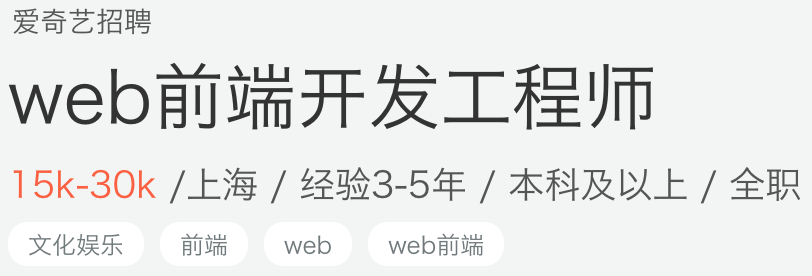 爱奇艺招聘
web前端开发工程师
15k-30k /上海 / 经验3-5年 / 本科及以上 / 全职
文化娱乐 前端 web web前端